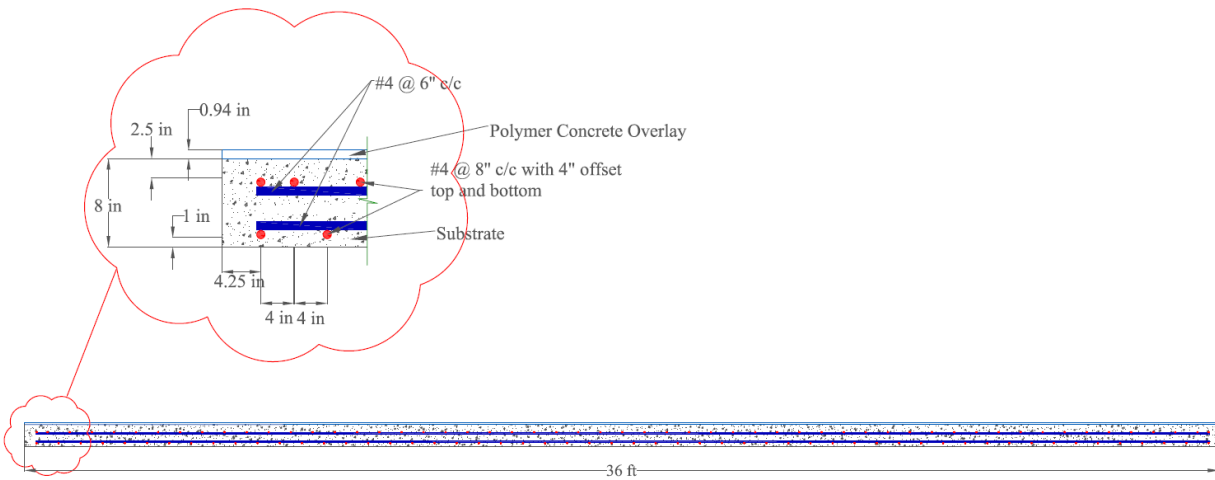 #4 @ 6" c/c
0.94 in
2.5 in
Polymer Concrete Overlay
#4 @ 8" c/c with 4" offset
top and bottom
8 in
1 in
Substrate
4.25 in
4 in 4 in
36 ft